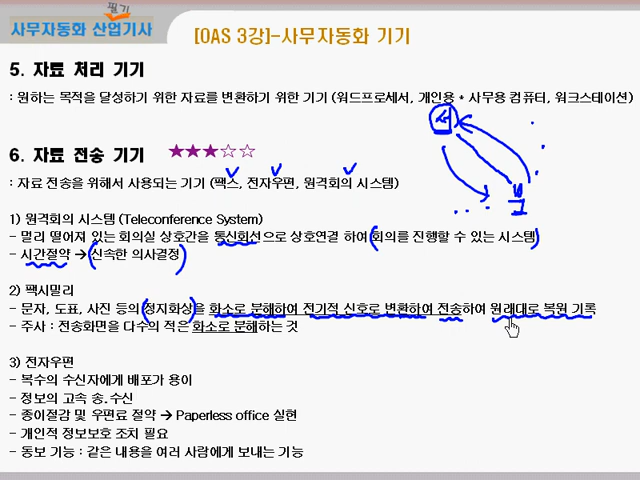 필기
사무자동화 산업기사
[OAS 3강]-사무자동화 기기
5. 자료 처리 기기
: 원하는 목적을 달성하기 위한 자료를 변환하기 위한 기기 (워드프로세서, 개인용 + 사무용 컴퓨터, 워크스테이션)
서
6. 자료 전송 기기 ★★★☆☆
: 자료 전송을 위해서 사용되는 기기 (팩스, 전자우편, 원격회의 시스템)
1) 원격회의 시스템 (Teleconference System)
- 멀리 떨어져 있는 회의실 상호간을 통신회선으로 상호연결 하여 회의를 진행할 수 있는 시스템
- 시간절약 → 신속한 의사결정
2) 팩시밀리
- 문자, 도표, 사진 등의 정지화상을 화소로 분해하여 전기적 신호로 변환하여 전송하여 원래대로 복원 기록
- 주사 : 전송화면을 다수의 적은 화소로 분해하는 것
3) 전자우편
- 복수의 수신자에게 배포가 용이
- 정보의 고속 송.수신
- 종이절감 및 우편료 절약 → Paperless office 실현
- 개인적 정보보호 조치 필요
- 동보 기능 : 같은 내용을 여러 사람에게 보내는 기능